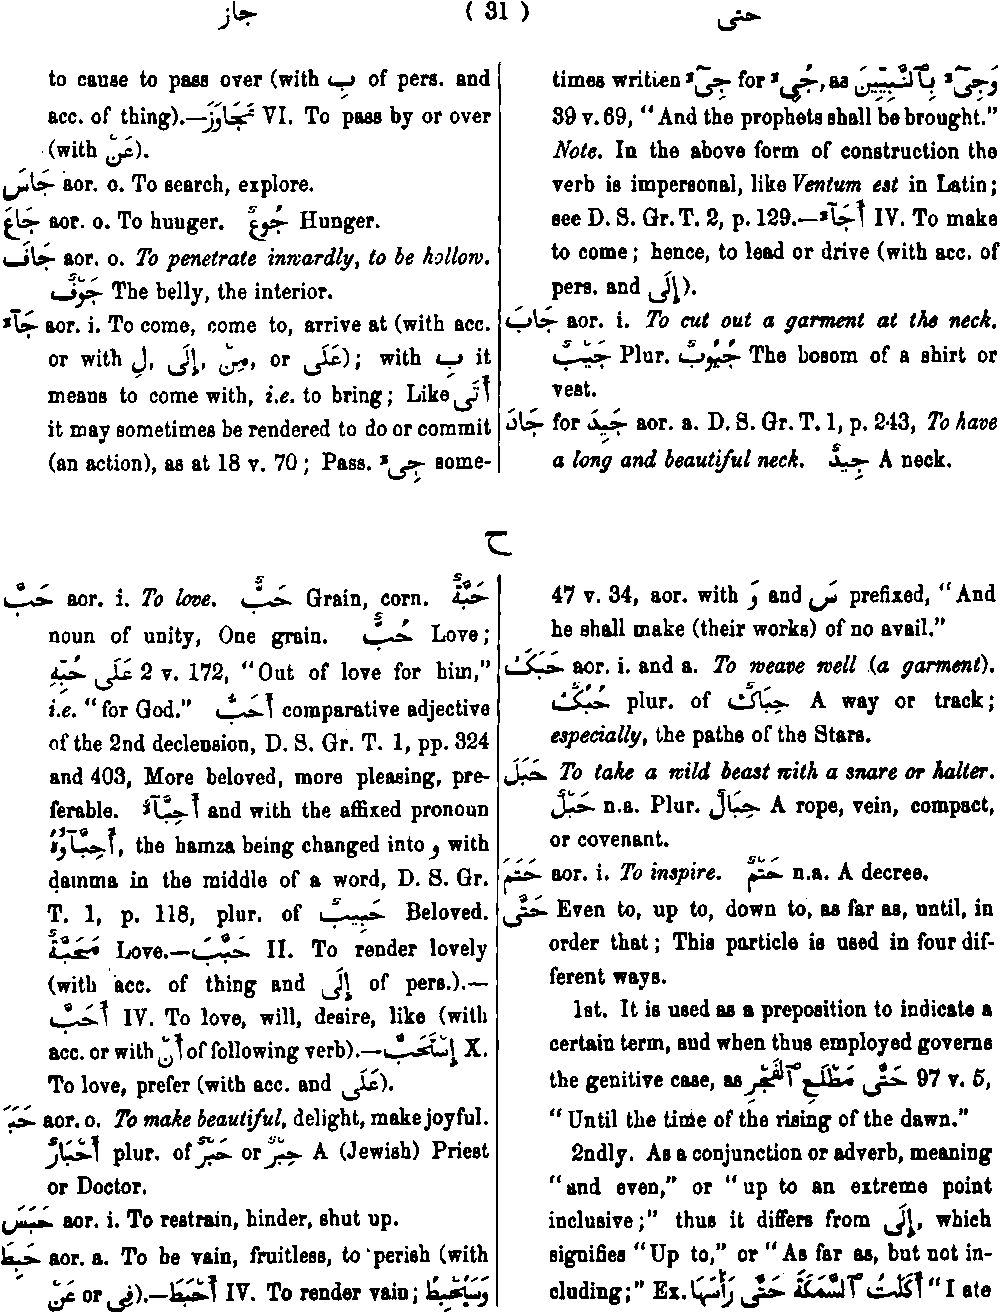 جاز ( 31 ) حتى
to cause to pass over (with بِ of pers. and
acc. of thing).—تَجَاوَزَ VI. To pass by or over
(with عَنْ).
جَاسَ aor. o. To search, explore.
جَاعَ aor. o. To hunger. جُوعٌ Hunger.
جَافَ aor. o. To penetrate inwardly, to be hollow.
جَوْفٌ The belly, the interior.
جَآءَ aor. i. To come, come to, arrive at (with acc.
or with لِ, إِلَى, مِنْ, or عَلَى); with بِ it
means to come with, i.e. to bring; Like أَتَى
it may sometimes be rendered to do or commit
(an action), as at 18 v. 70; Pass. جِىءَ some-
times written جِىءَ for جُيِءَ, as وَجِىءَ بِٱلنَّبِيِّينَ
39 v. 69, “And the prophets shall be brought.”
Note. In the above form of construction the
verb is impersonal, like Ventum est in Latin;
see D. S. Gr. T. 2, p. 129.—أَجَآءَ IV. To make
to come; hence, to lead or drive (with acc. of
pers. and إِلَى).
جَابَ aor. i. To cut out a garment at the neck.
جَيْبٌ Plur. جُيُوبٌ The bosom of a shirt or
vest.
جَادَ for جَيِدَ aor. a. D. S. Gr. T. 1, p. 243, To have
a long and beautiful neck. جِيدٌ A neck.
ح
حَبَّ aor. i. To love. حَبٌّ Grain, corn. حَبَّةٌ
noun of unity, One grain. حُبٌّ Love;
عَلَى حُبِّهِ 2 v. 172, “Out of love for him,”
i.e. “for God.” أَحَبُّ comparative adjective
of the 2nd declension, D. S. Gr. T. 1, pp. 324
and 403, More beloved, more pleasing, pre-
ferable. أَحِبَّآءُ and with the affixed pronoun
أَحِبَّآؤُهُ, the hamza being changed into و with
damma in the middle of a word, D. S. Gr.
T. 1, p. 118, plur. of حَبِيبٌ Beloved.
مَحَبَّةٌ Love.—حَبَّبَ II. To render lovely
(with acc. of thing and إِلَى of pers.).—
أَحَبَّ IV. To love, will, desire, like (with
acc. or with أَنْ of following verb).—إِسْتَحَبَّ X.
To love, prefer (with acc. and عَلَى).
حَبَرَ aor. o. To make beautiful, delight, make joyful.
أَحْبَارٌ plur. of حَبْرٌ or حِبْرٌ A (Jewish) Priest
or Doctor.
حَبَسَ aor. i. To restrain, hinder, shut up.
حَبِطَ aor. a. To be vain, fruitless, to perish (with
عَنْ or فِى).—أَحْبَطَ IV. To render vain; وَسَيُحْبِطُ
47 v. 34, aor. with وَ and سَ prefixed, “And
he shall make (their works) of no avail.”
حَبَكَ aor. i. and a. To weave well (a garment).
حُبُكٌ plur. of حِبَاكٌ A way or track;
especially, the paths of the Stars.
حَبَلَ To take a wild beast with a snare or halter.
حَبْلٌ n.a. Plur. حِبَالٌ A rope, vein, compact,
or covenant.
حَتَمَ aor. i. To inspire. حَتْمٌ n.a. A decree.
حَتَّى Even to, up to, down to, as far as, until, in
order that; This particle is used in four dif-
ferent ways.
1st. It is used as a preposition to indicate a
certain term, and when thus employed governs
the genitive case, as حَتَّى مَطْلَعِ ٱلْفَجْرِ 97 v. 5,
“Until the time of the rising of the dawn.”
2ndly. As a conjunction or adverb, meaning
“and even,” or “up to an extreme point
inclusive;” thus it differs from إِلَى, which
signifies “Up to,” or “As far as, but not in-
cluding;” Ex. أَكَلْتُ ٱلسَّمَكَةَ حَتَّى رَأْسَهَا “I ate